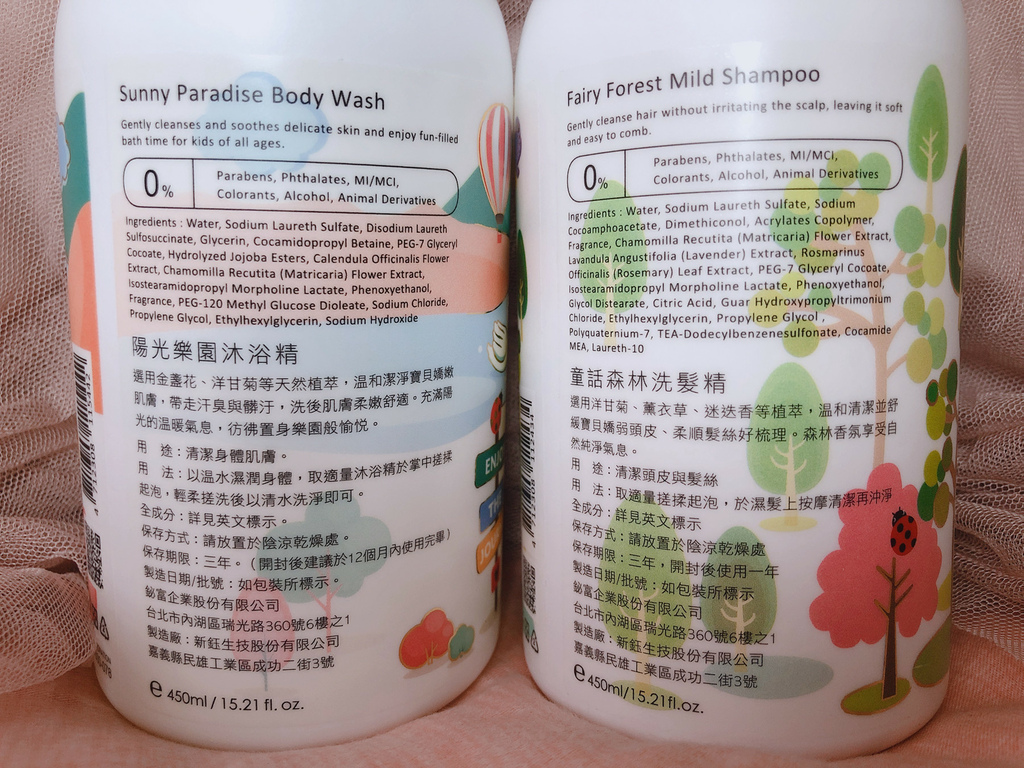 Sunny Paradise Body Wash
Gently cleanses and soothes delicate skin and enjoy fun-filled
bath time for kids of all ages.
0%
Parabens, Phthalates, MI/MCI,
Colorants, Alcohol, Animal Derivatives
Ingredients : Water, Sodium Laureth Sulfate, Disodium Laureth
Sulfosuccinate, Glycerin, Cocamidopropyl Betaine, PEG-7 Glyceryl
Cocoate, Hydrolyzed Jojoba Esters, Calendula Officinalis Flower
Extract, Chamomilla Recutita (Matricaria) Flower Extract,
Isostearamidopropyl Morpholine Lactate, Phenoxyethanol,
Fragrance, PEG-120 Methyl Glucose Dioleate, Sodium Chloride,
Propylene Glycol, Ethylhexylglycerin, Sodium Hydroxide
陽光樂園沐浴精
選用金盞花、洋甘菊等天然植萃，溫和潔淨寶貝嬌嫩
肌膚，帶走汗臭與髒汙，洗後肌膚柔嫩舒適。充滿陽
光的溫暖氣息，彷彿置身樂園般愉悅。
用　途：清潔身體肌膚。
用　法：以溫水濕潤身體，取適量沐浴精於掌中搓揉
起泡，輕柔搓洗後以清水洗淨即可。
全成分：詳見英文標示。
保存方式：請放置於陰涼乾燥處。
保存期限：三年。（開封後建議於12個月內使用完畢）
製造日期/批號：如包裝所標示。
鉍富企業股份有限公司
台北市內湖區瑞光路360號6樓之1
製造廠：新鈺生技股份有限公司
嘉義縣民雄工業區成功二街3號
e 450ml / 15.21 fl. oz.
Fairy Forest Mild Shampoo
Gently cleanse hair without irritating the scalp, leaving it soft
and easy to comb.
0%
Parabens, Phthalates, MI/MCI,
Colorants, Alcohol, Animal Derivatives
Ingredients : Water, Sodium Laureth Sulfate, Sodium
Cocoamphoacetate, Dimethiconol, Acrylates Copolymer,
Fragrance, Chamomilla Recutita (Matricaria) Flower Extract,
Lavandula Angustifolia (Lavender) Extract, Rosmarinus
Officinalis (Rosemary) Leaf Extract, PEG-7 Glyceryl Cocoate,
Isostearamidopropyl Morpholine Lactate, Phenoxyethanol,
Glycol Distearate, Citric Acid, Guar Hydroxypropyltrimonium
Chloride, Ethylhexylglycerin, Propylene Glycol ,
Polyquaternium-7, TEA-Dodecylbenzenesulfonate, Cocamide
MEA, Laureth-10
童話森林洗髮精
選用洋甘菊、薰衣草、迷迭香等植萃，溫和清潔並舒
緩寶貝嬌弱頭皮、柔順髮絲好梳理。森林香氛享受自
然純淨氣息。
用　途：清潔頭皮與髮絲
用　法：取適量搓揉起泡，於濕髮上按摩清潔再沖淨
全成分：詳見英文標示
保存方式：請放置於陰涼乾燥處
保存期限：三年，開封後使用一年
製造日期/批號：如包裝所標示
鉍富企業股份有限公司
台北市內湖區瑞光路360號6樓之1
製造廠：新鈺生技股份有限公司
嘉義縣民雄工業區成功二街3號
e 450ml / 15.21 fl.oz.